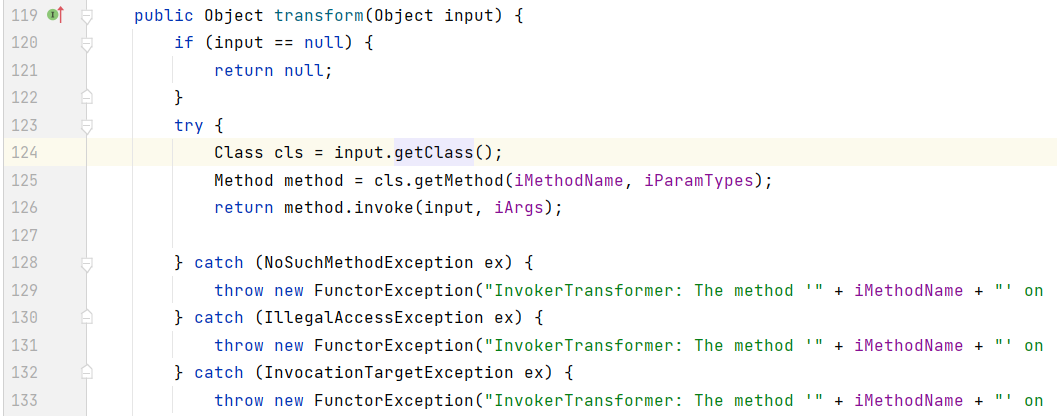 119 public Object transform(Object input) {
120 if (input == null) {
121 return null;
122 }
123 try {
124 Class cls = input.getClass();
125 Method method = cls.getMethod(iMethodName, iParamTypes);
126 return method.invoke(input, iArgs);
127
128 } catch (NoSuchMethodException ex) {
129 throw new FunctorException("InvokerTransformer: The method '" + iMethodName + "' on
130 } catch (IllegalAccessException ex) {
131 throw new FunctorException("InvokerTransformer: The method '" + iMethodName + "' on
132 } catch (InvocationTargetException ex) {
133 throw new FunctorException("InvokerTransformer: The method '" + iMethodName + "' on